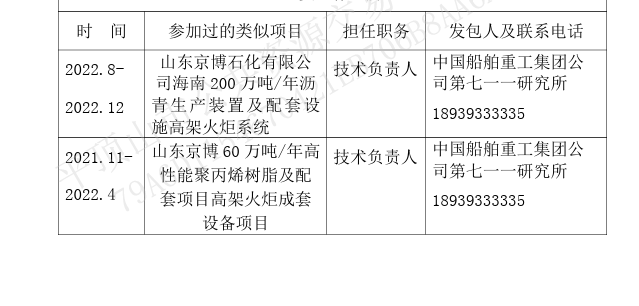 时 间 参加过的类似项目 担任职务 发包人及联系电话
2022.8-
2022.12
山东京博石化有限公
司海南 200 万吨/年沥
青生产装置及配套设
施高架火炬系统
技术负责人
中国船舶重工集团公
司第七一一研究所
18939333335
2021.11-
2022.4
山东京博 60 万吨/年高
性能聚丙烯树脂及配
套项目高架火炬成套
设备项目
技术负责人
中国船舶重工集团公
司第七一一研究所
18939333335